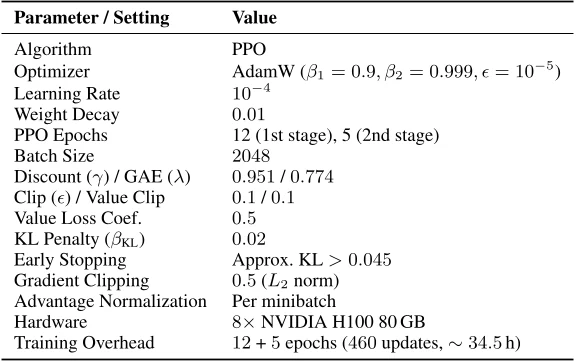 Parameter / Setting Value
Algorithm PPO
Optimizer AdamW (β₁ = 0.9, β₂ = 0.999, ϵ = 10⁻⁵)
Learning Rate 10⁻⁴
Weight Decay 0.01
PPO Epochs 12 (1st stage), 5 (2nd stage)
Batch Size 2048
Discount (γ) / GAE (λ) 0.951 / 0.774
Clip (ϵ) / Value Clip 0.1 / 0.1
Value Loss Coef. 0.5
KL Penalty (β_KL) 0.02
Early Stopping Approx. KL > 0.045
Gradient Clipping 0.5 (L₂ norm)
Advantage Normalization Per minibatch
Hardware 8× NVIDIA H100 80 GB
Training Overhead 12 + 5 epochs (460 updates, ∼ 34.5 h)